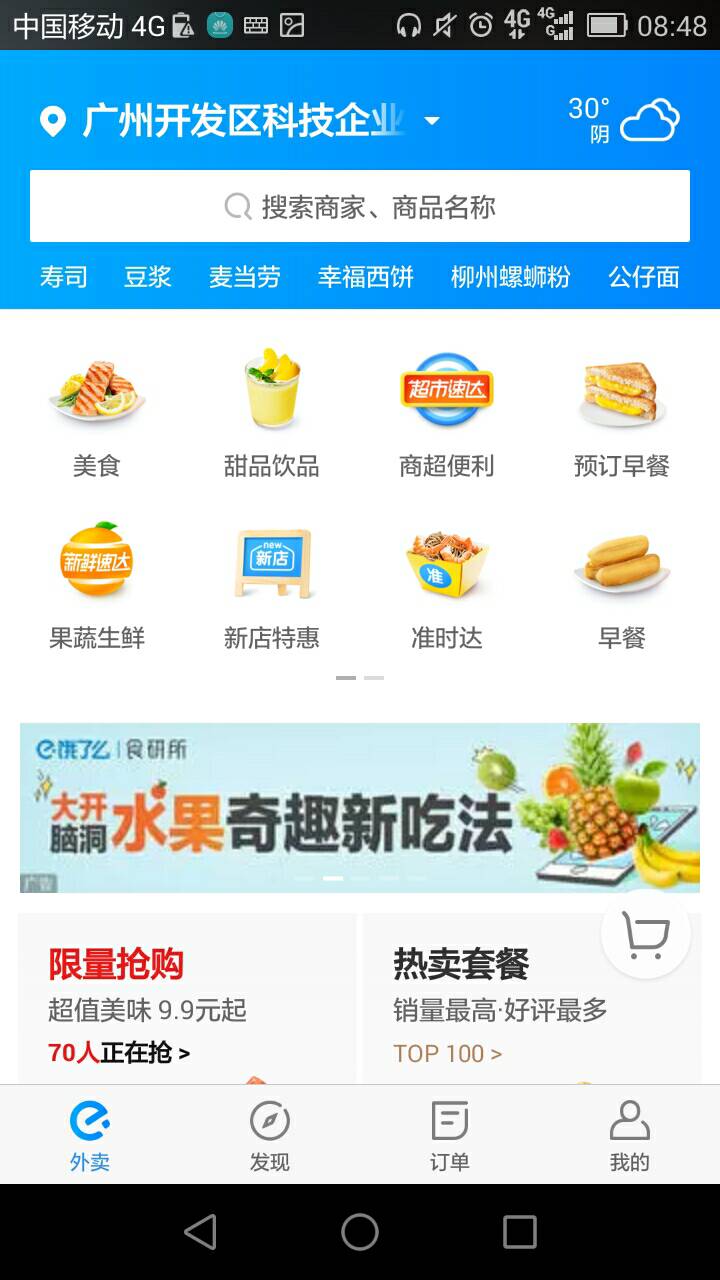 中国移动 4G 4G 4G G 08:48
广州开发区科技企业
30°
阴
搜索商家、商品名称
寿司 豆浆 麦当劳 幸福西饼 柳州螺蛳粉 公仔面
超市速达
美食 甜品饮品 商超便利 预订早餐
新鲜速达 new 新店 准
果蔬生鲜 新店特惠 准时达 早餐
e饿了么 | 食研所
大开脑洞 水果奇趣新吃法
广告
限量抢购 热卖套餐
超值美味 9.9元起 销量最高·好评最多
70人正在抢 > TOP 100 >
外卖 发现 订单 我的